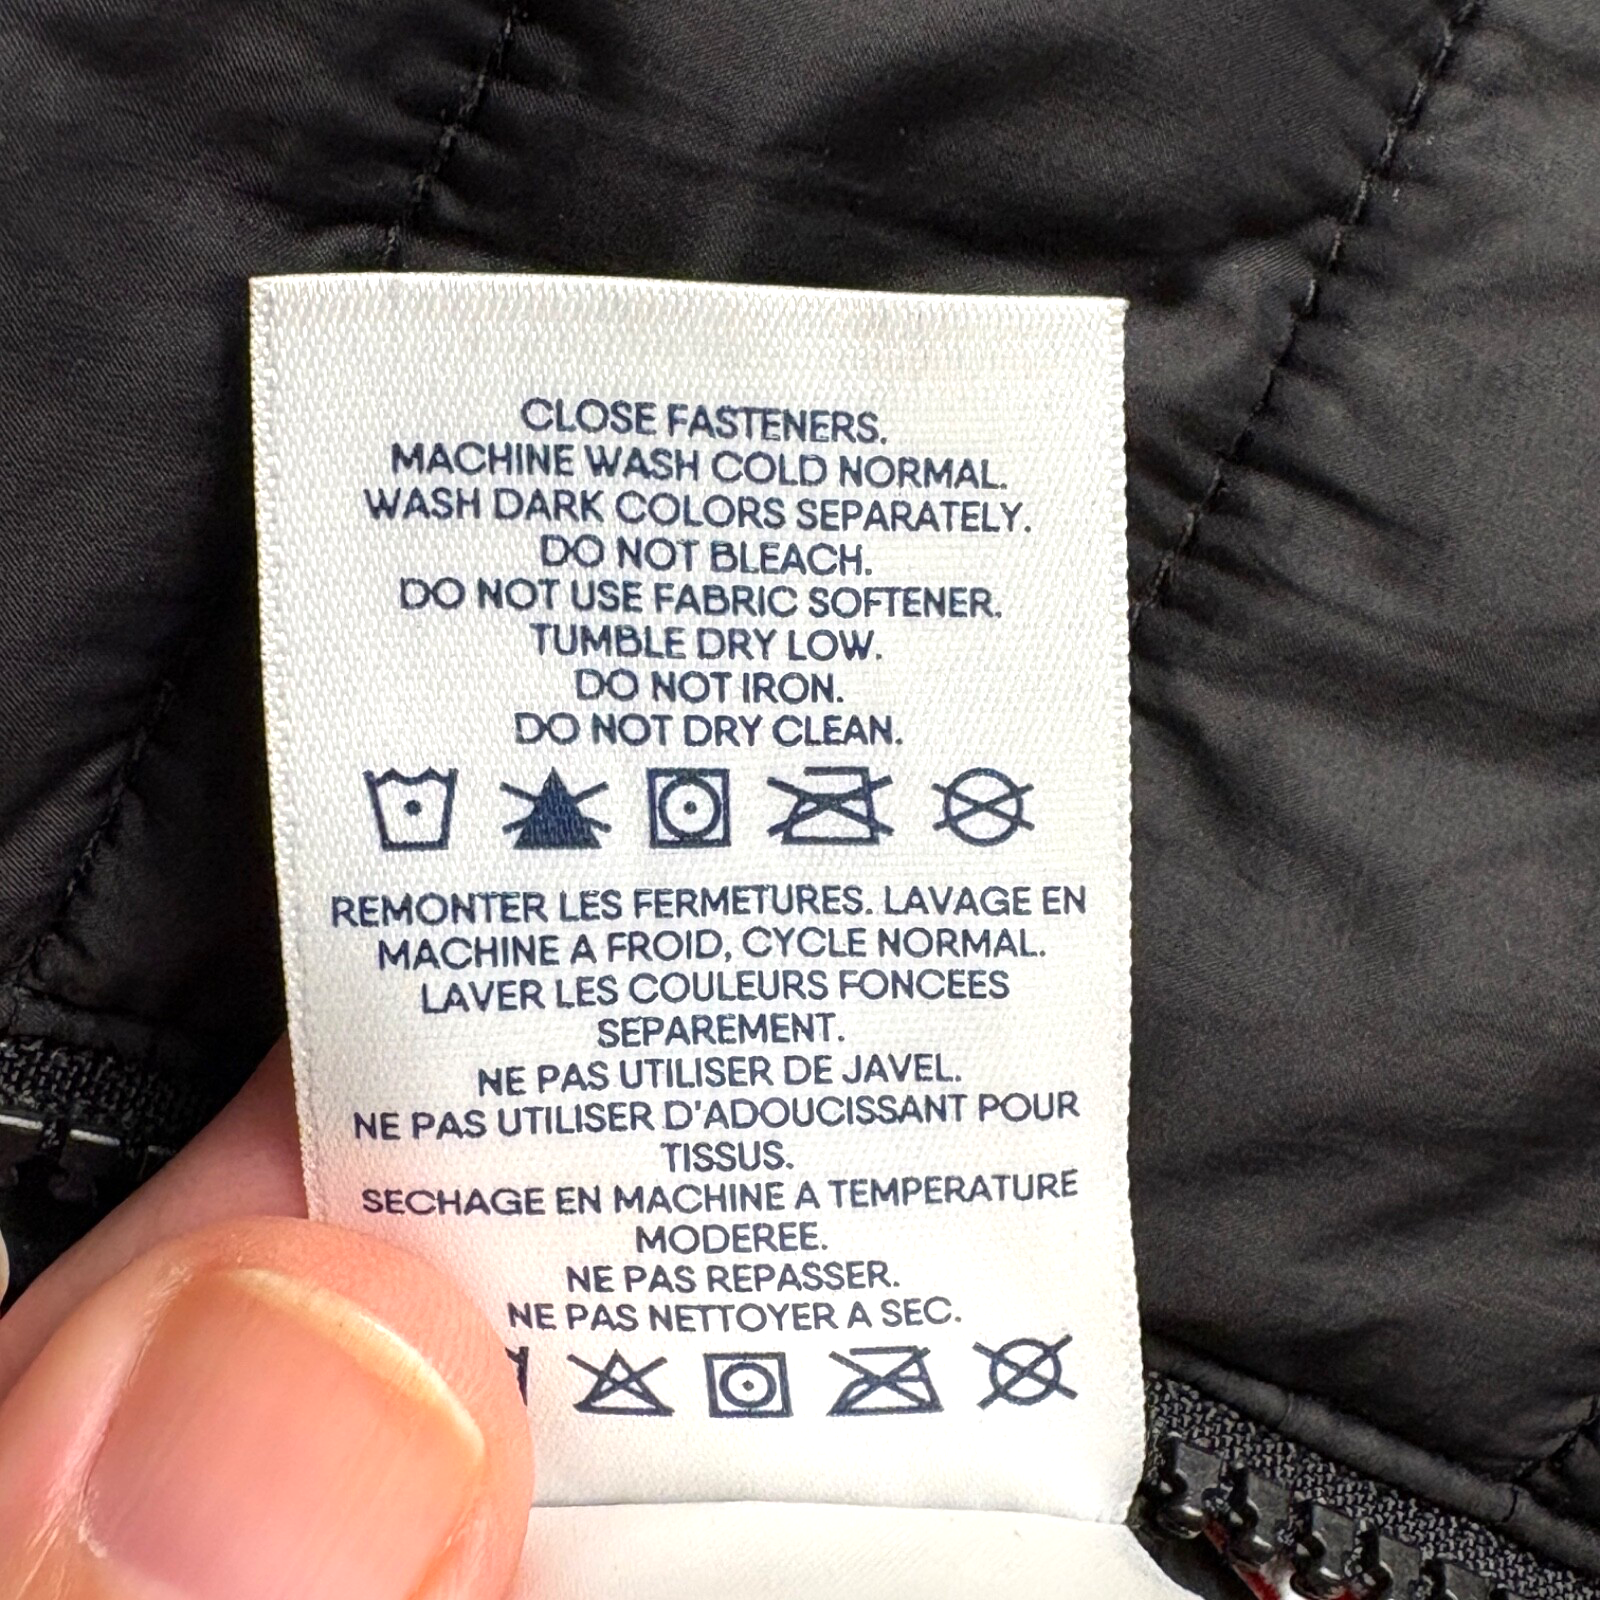 CLOSE FASTENERS.
MACHINE WASH COLD NORMAL.
WASH DARK COLORS SEPARATELY.
DO NOT BLEACH.
DO NOT USE FABRIC SOFTENER.
TUMBLE DRY LOW.
DO NOT IRON.
DO NOT DRY CLEAN.
REMONTER LES FERMETURES. LAVAGE EN
MACHINE A FROID, CYCLE NORMAL.
LAVER LES COULEURS FONCEES
SEPAREMENT.
NE PAS UTILISER DE JAVEL.
NE PAS UTILISER D'ADOUCISSANT POUR
TISSUS.
SECHAGE EN MACHINE A TEMPERATURE
MODEREE.
NE PAS REPASSER.
NE PAS NETTOYER A SEC.